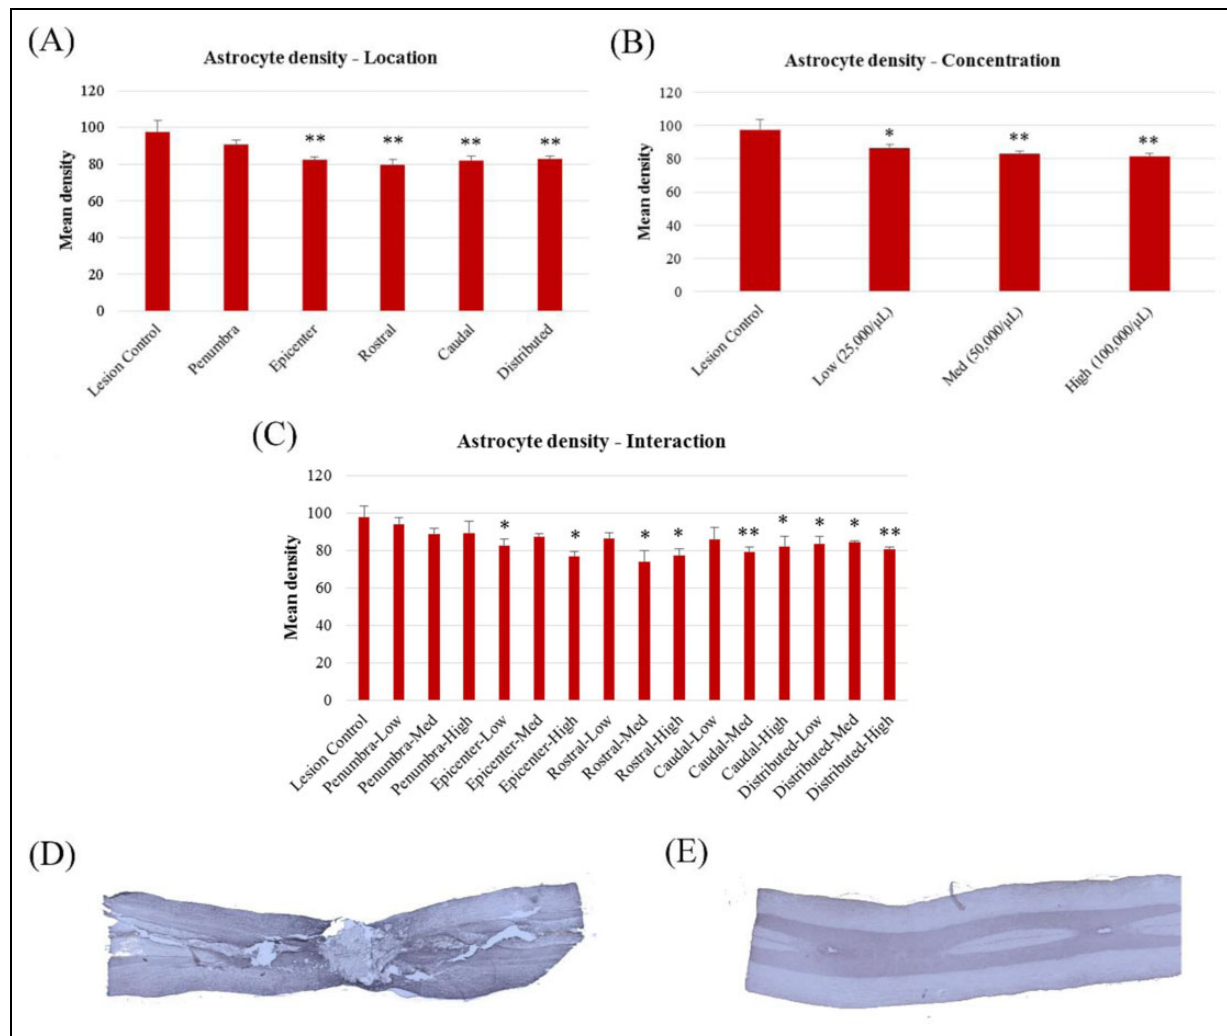 (A)
Astrocyte density - Location
120
100
80
60
40
20
0
Mean density
** ** ** **
Lesion Control
Penumbra
Epicenter
Rostral
Caudal
Distributed
(B)
Astrocyte density - Concentration
120
100
80
60
40
20
0
Mean density
* ** **
Lesion Control
Low (25,000/μL)
Med (50,000/μL)
High (100,000/μL)
(C)
Astrocyte density - Interaction
120
100
80
60
40
20
0
Mean density
* * * * ** * * * **
Lesion Control
Penumbra-Low
Penumbra-Med
Penumbra-High
Epicenter-Low
Epicenter-Med
Epicenter-High
Rostral-Low
Rostral-Med
Rostral-High
Caudal-Low
Caudal-Med
Caudal-High
Distributed-Low
Distributed-Med
Distributed-High
(D)
(E)